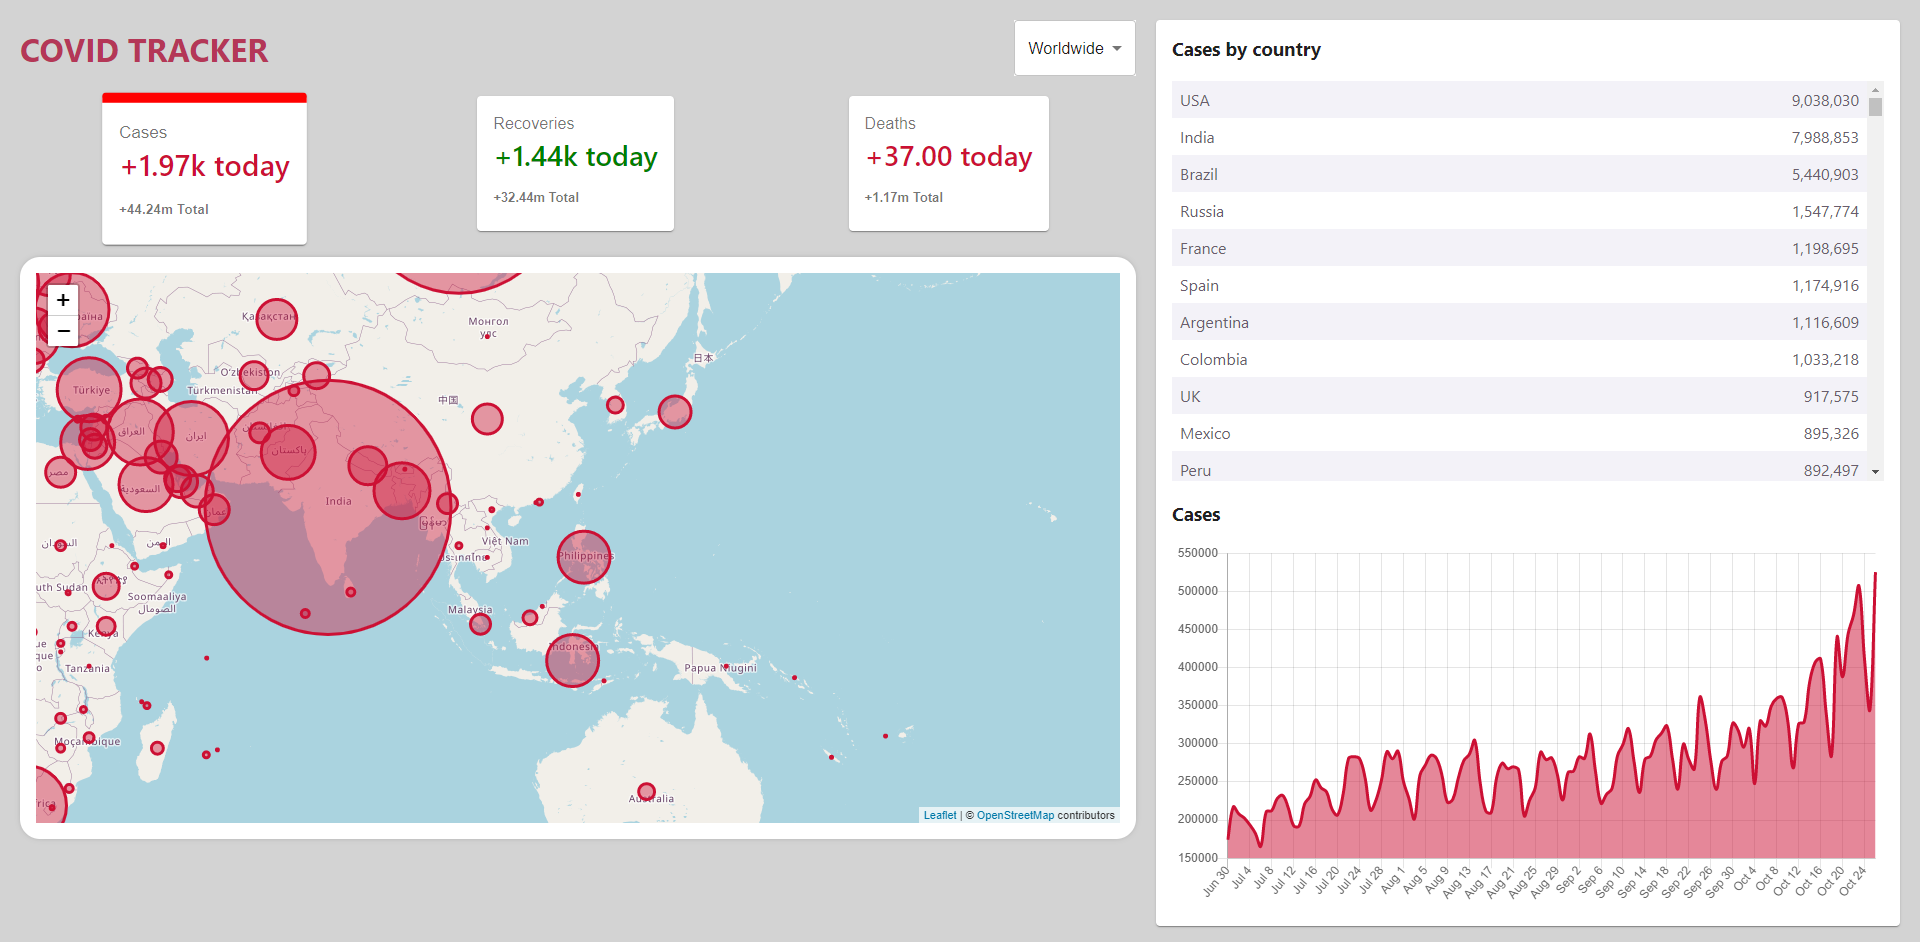 COVID TRACKER
Worldwide
Cases
+1.97k today
+44.24m Total
Recoveries
+1.44k today
+32.44m Total
Deaths
+37.00 today
+1.17m Total
+
−
Қазақстан
Монгол
улс
O'zbekiston
Türkmenistan
Türkiye
中国
日本
العراق
ایران
پاکستان
India
مصر
السعودية
عمان
မြန်မာ
السودان
اليمن
Việt Nam
Philippines
uth Sudan
Soomaaliya
الصومال
Malaysia
Kenya
Indonesia
Tanzania
Papua Niugini
Moçambique
Australia
Leaflet | © OpenStreetMap contributors
Cases by country
USA 9,038,030
India 7,988,853
Brazil 5,440,903
Russia 1,547,774
France 1,198,695
Spain 1,174,916
Argentina 1,116,609
Colombia 1,033,218
UK 917,575
Mexico 895,326
Peru 892,497
Cases
550000
500000
450000
400000
350000
300000
250000
200000
150000
Jun 30 Jul 4 Jul 8 Jul 12 Jul 16 Jul 20 Jul 24 Jul 28 Aug 1 Aug 5 Aug 9 Aug 13 Aug 17 Aug 21 Aug 25 Aug 29 Sep 2 Sep 6 Sep 10 Sep 14 Sep 18 Sep 22 Sep 26 Sep 30 Oct 4 Oct 8 Oct 12 Oct 16 Oct 20 Oct 24